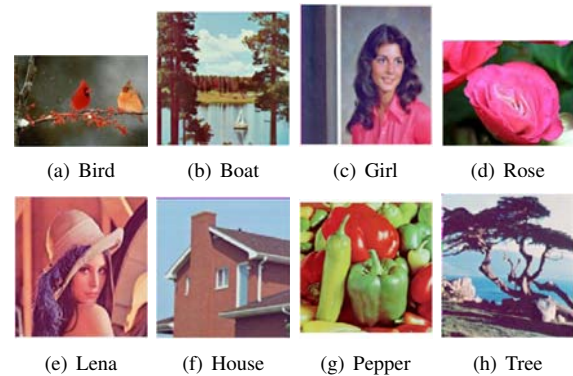 (a) Bird
(b) Boat
(c) Girl
(d) Rose
(e) Lena
(f) House
(g) Pepper
(h) Tree